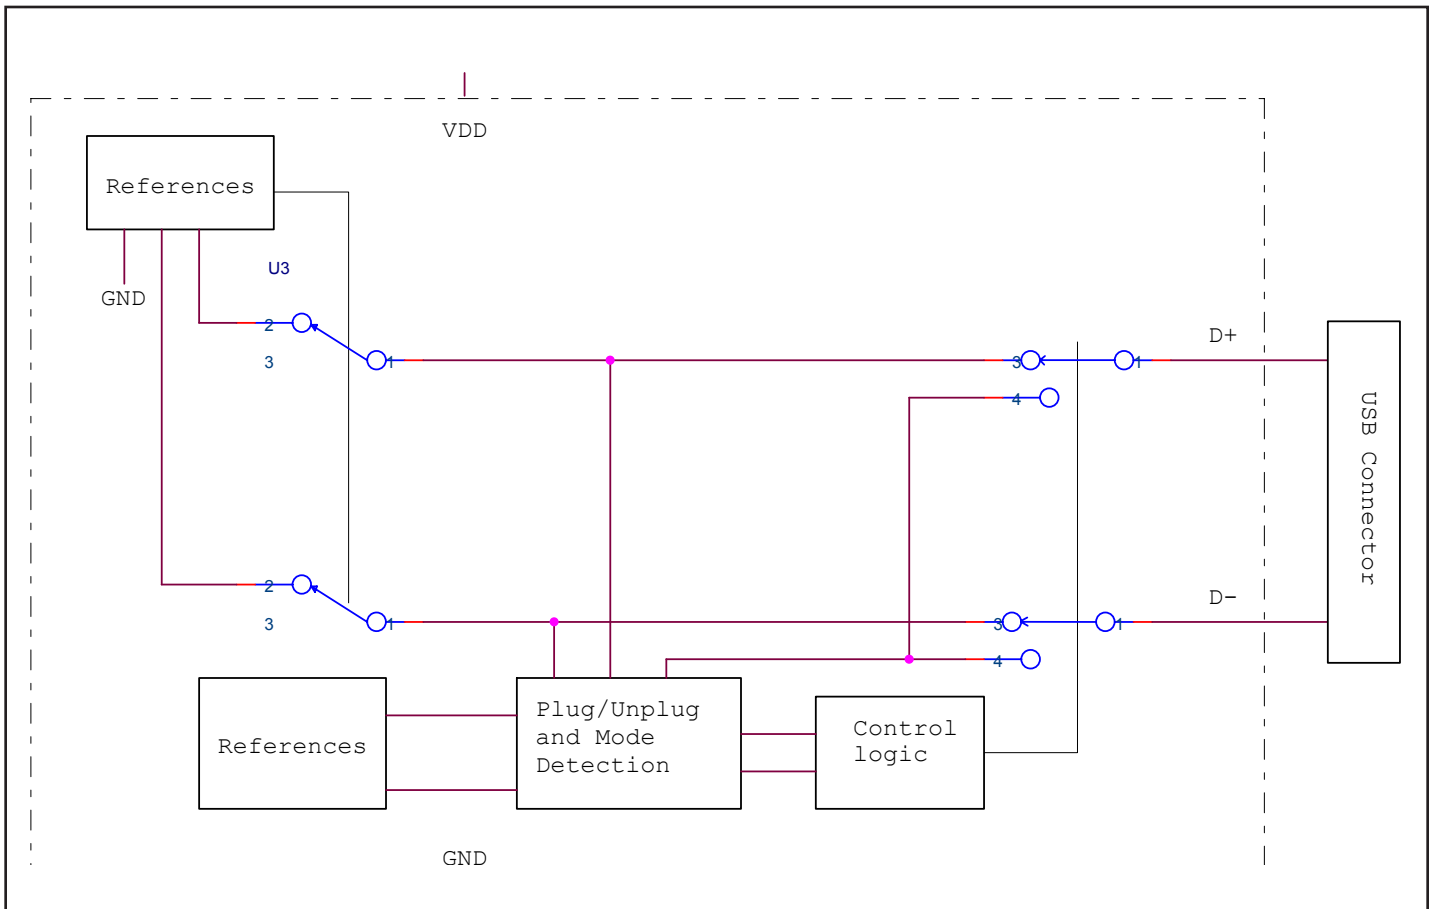 VDD
References
U3
GND
2
3
1
3
1
4
D+
USB Connector
2
3
1
3
1
4
D-
References
Plug/Unplug
and Mode
Detection
Control
logic
GND